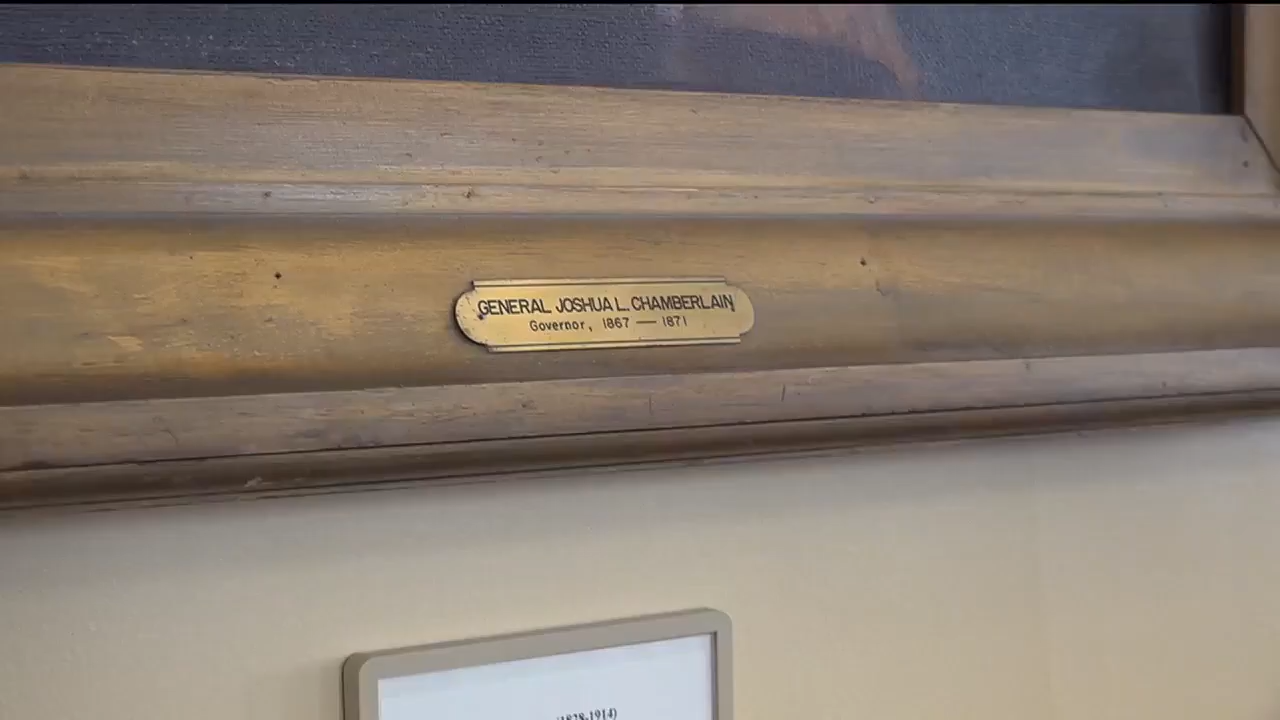 GENERAL JOSHUA L. CHAMBERLAIN
Governor, 1867 — 1871
(1828-1914)